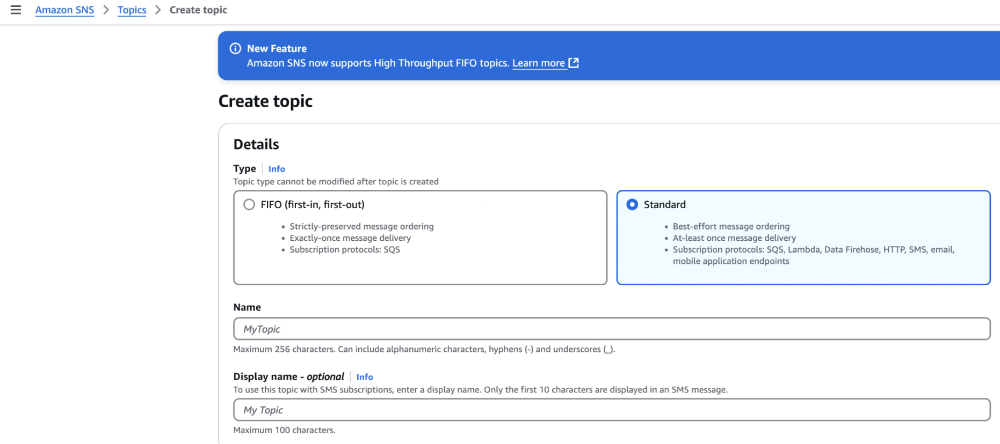 Amazon SNS > Topics > Create topic
New Feature
Amazon SNS now supports High Throughput FIFO topics. Learn more
Create topic
Details
Type | Info
Topic type cannot be modified after topic is created
FIFO (first-in, first-out)
• Strictly-preserved message ordering
• Exactly-once message delivery
• Subscription protocols: SQS
Standard
• Best-effort message ordering
• At-least once message delivery
• Subscription protocols: SQS, Lambda, Data Firehose, HTTP, SMS, email,
mobile application endpoints
Name
MyTopic
Maximum 256 characters. Can include alphanumeric characters, hyphens (-) and underscores (_).
Display name - optional | Info
To use this topic with SMS subscriptions, enter a display name. Only the first 10 characters are displayed in an SMS message.
My Topic
Maximum 100 characters.